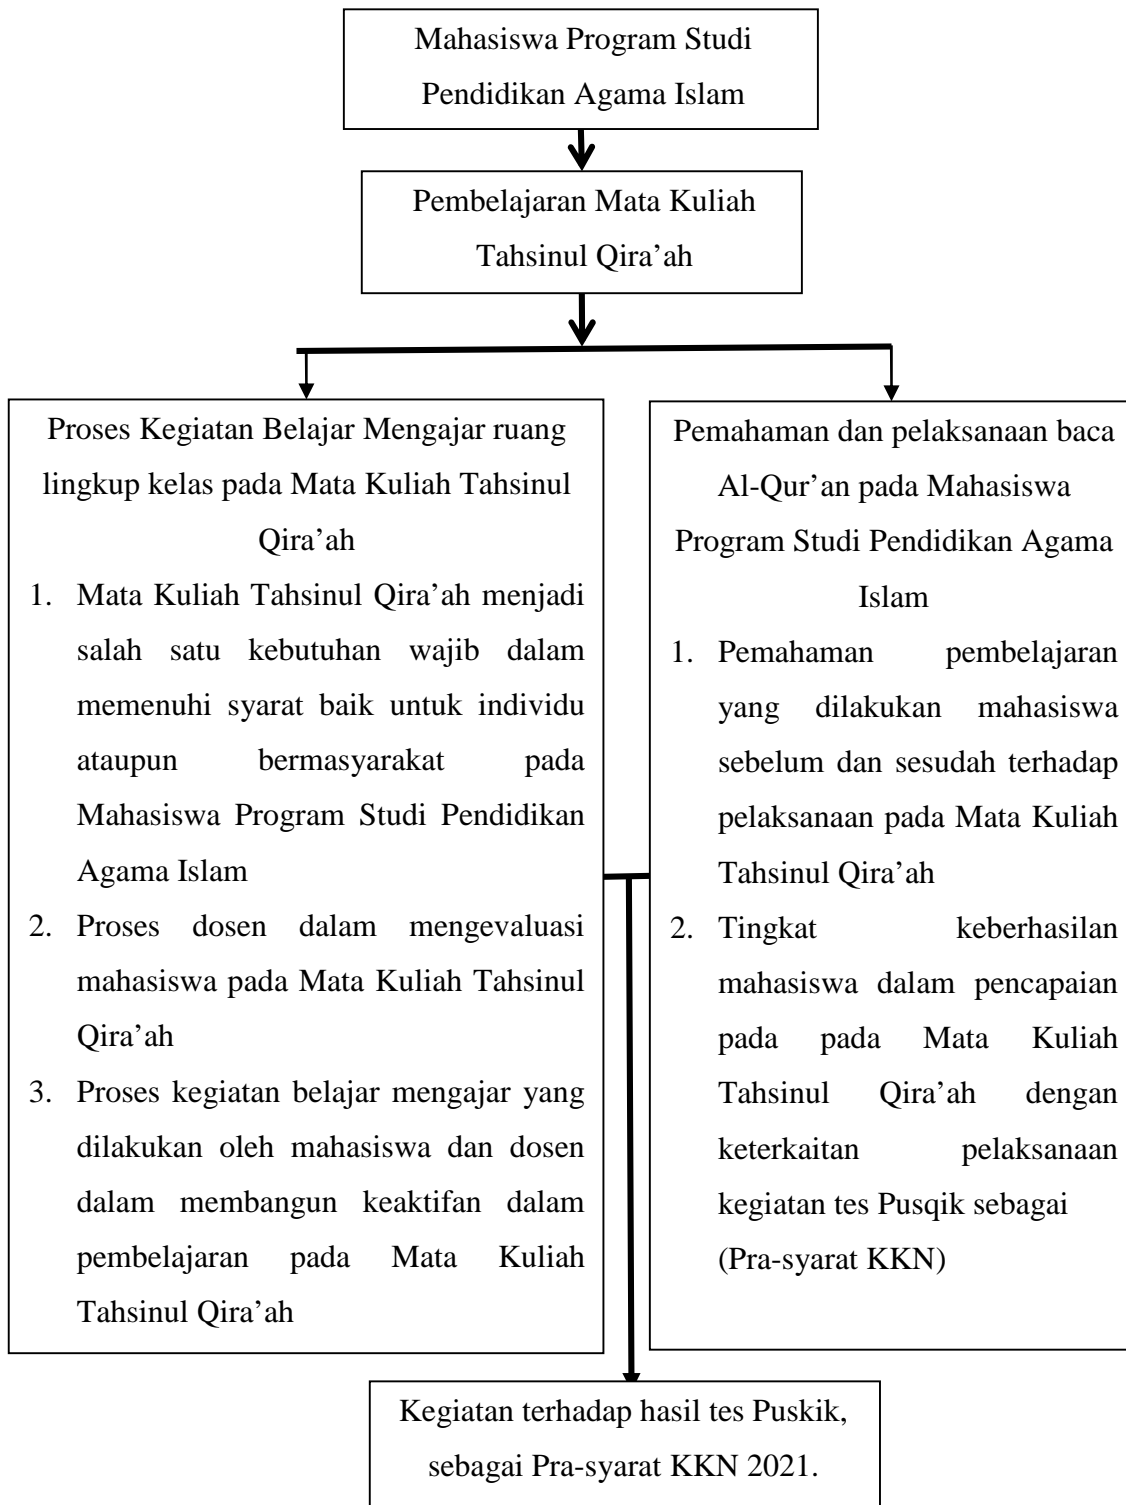 Mahasiswa Program Studi
Pendidikan Agama Islam
Pembelajaran Mata Kuliah
Tahsinul Qira’ah
Proses Kegiatan Belajar Mengajar ruang
lingkup kelas pada Mata Kuliah Tahsinul
Qira’ah
1. Mata Kuliah Tahsinul Qira’ah menjadi
salah satu kebutuhan wajib dalam
memenuhi syarat baik untuk individu
ataupun bermasyarakat pada
Mahasiswa Program Studi Pendidikan
Agama Islam
2. Proses dosen dalam mengevaluasi
mahasiswa pada Mata Kuliah Tahsinul
Qira’ah
3. Proses kegiatan belajar mengajar yang
dilakukan oleh mahasiswa dan dosen
dalam membangun keaktifan dalam
pembelajaran pada Mata Kuliah
Tahsinul Qira’ah
Pemahaman dan pelaksanaan baca
Al-Qur’an pada Mahasiswa
Program Studi Pendidikan Agama
Islam
1. Pemahaman pembelajaran
yang dilakukan mahasiswa
sebelum dan sesudah terhadap
pelaksanaan pada Mata Kuliah
Tahsinul Qira’ah
2. Tingkat keberhasilan
mahasiswa dalam pencapaian
pada pada Mata Kuliah
Tahsinul Qira’ah dengan
keterkaitan pelaksanaan
kegiatan tes Pusqik sebagai
(Pra-syarat KKN)
Kegiatan terhadap hasil tes Puskik,
sebagai Pra-syarat KKN 2021.